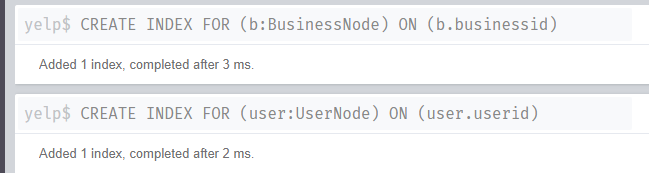 yelp$ CREATE INDEX FOR (b:BusinessNode) ON (b.businessid)
Added 1 index, completed after 3 ms.
yelp$ CREATE INDEX FOR (user:UserNode) ON (user.userid)
Added 1 index, completed after 2 ms.